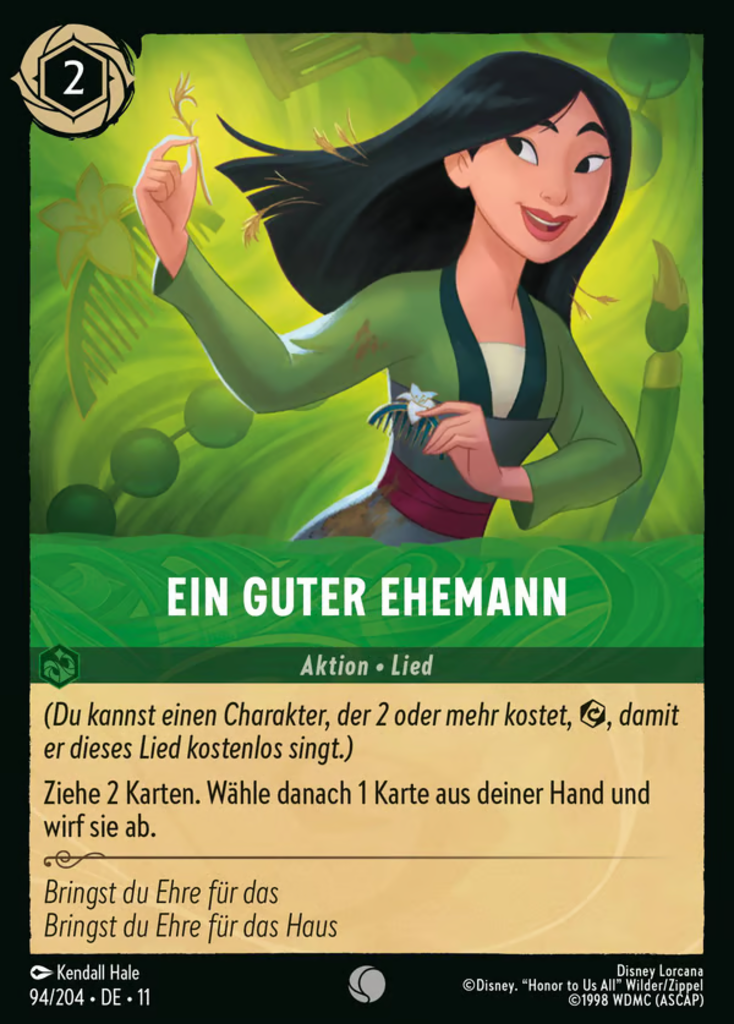 2
EIN GUTER EHEMANN
Aktion • Lied
(Du kannst einen Charakter, der 2 oder mehr kostet, , damit
er dieses Lied kostenlos singt.)
Ziehe 2 Karten. Wähle danach 1 Karte aus deiner Hand und
wirf sie ab.
Bringst du Ehre für das
Bringst du Ehre für das Haus
Kendall Hale
94/204 • DE • 11
Disney Lorcana
©Disney. “Honor to Us All” Wilder/Zippel
©1998 WDMC (ASCAP)